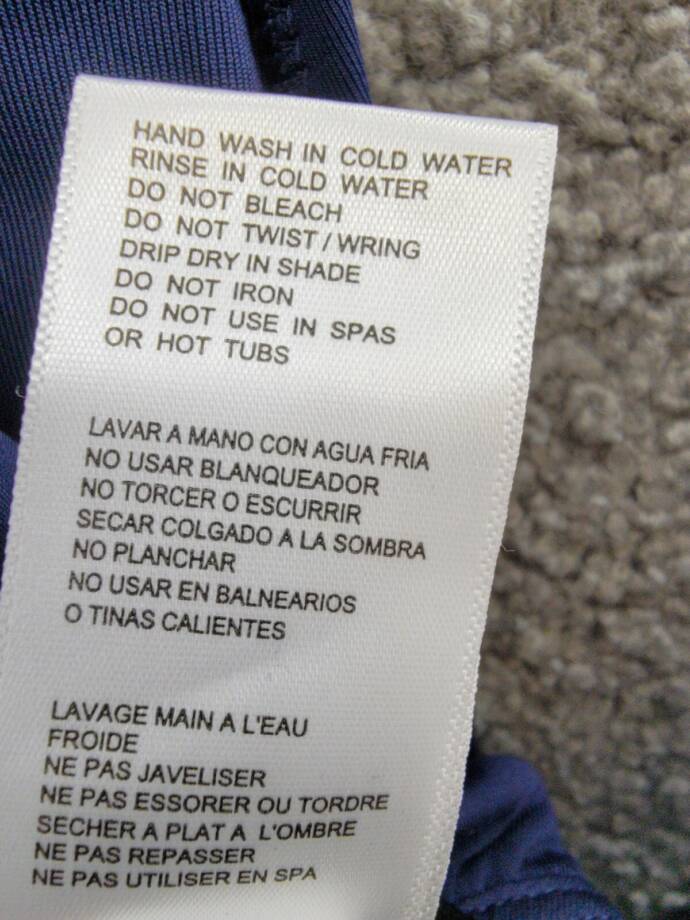 HAND WASH IN COLD WATER
RINSE IN COLD WATER
DO NOT BLEACH
DO NOT TWIST / WRING
DRIP DRY IN SHADE
DO NOT IRON
DO NOT USE IN SPAS
OR HOT TUBS
LAVAR A MANO CON AGUA FRIA
NO USAR BLANQUEADOR
NO TORCER O ESCURRIR
SECAR COLGADO A LA SOMBRA
NO PLANCHAR
NO USAR EN BALNEARIOS
O TINAS CALIENTES
LAVAGE MAIN A L'EAU
FROIDE
NE PAS JAVELISER
NE PAS ESSORER OU TORDRE
SECHER A PLAT A L'OMBRE
NE PAS REPASSER
NE PAS UTILISER EN SPA